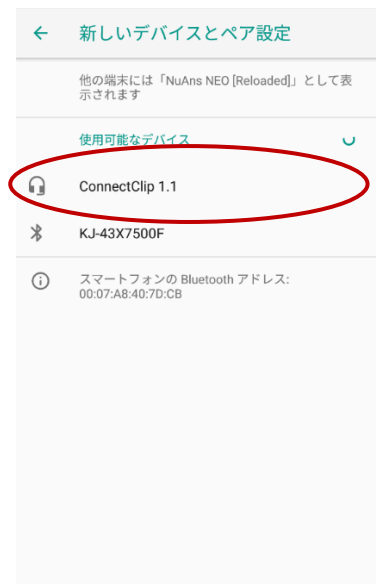 新しいデバイスとペア設定
他の端末には「NuAns NEO [Reloaded]」として表
示されます
使用可能なデバイス
ConnectClip 1.1
KJ-43X7500F
スマートフォンの Bluetooth アドレス:
00:07:A8:40:7D:CB